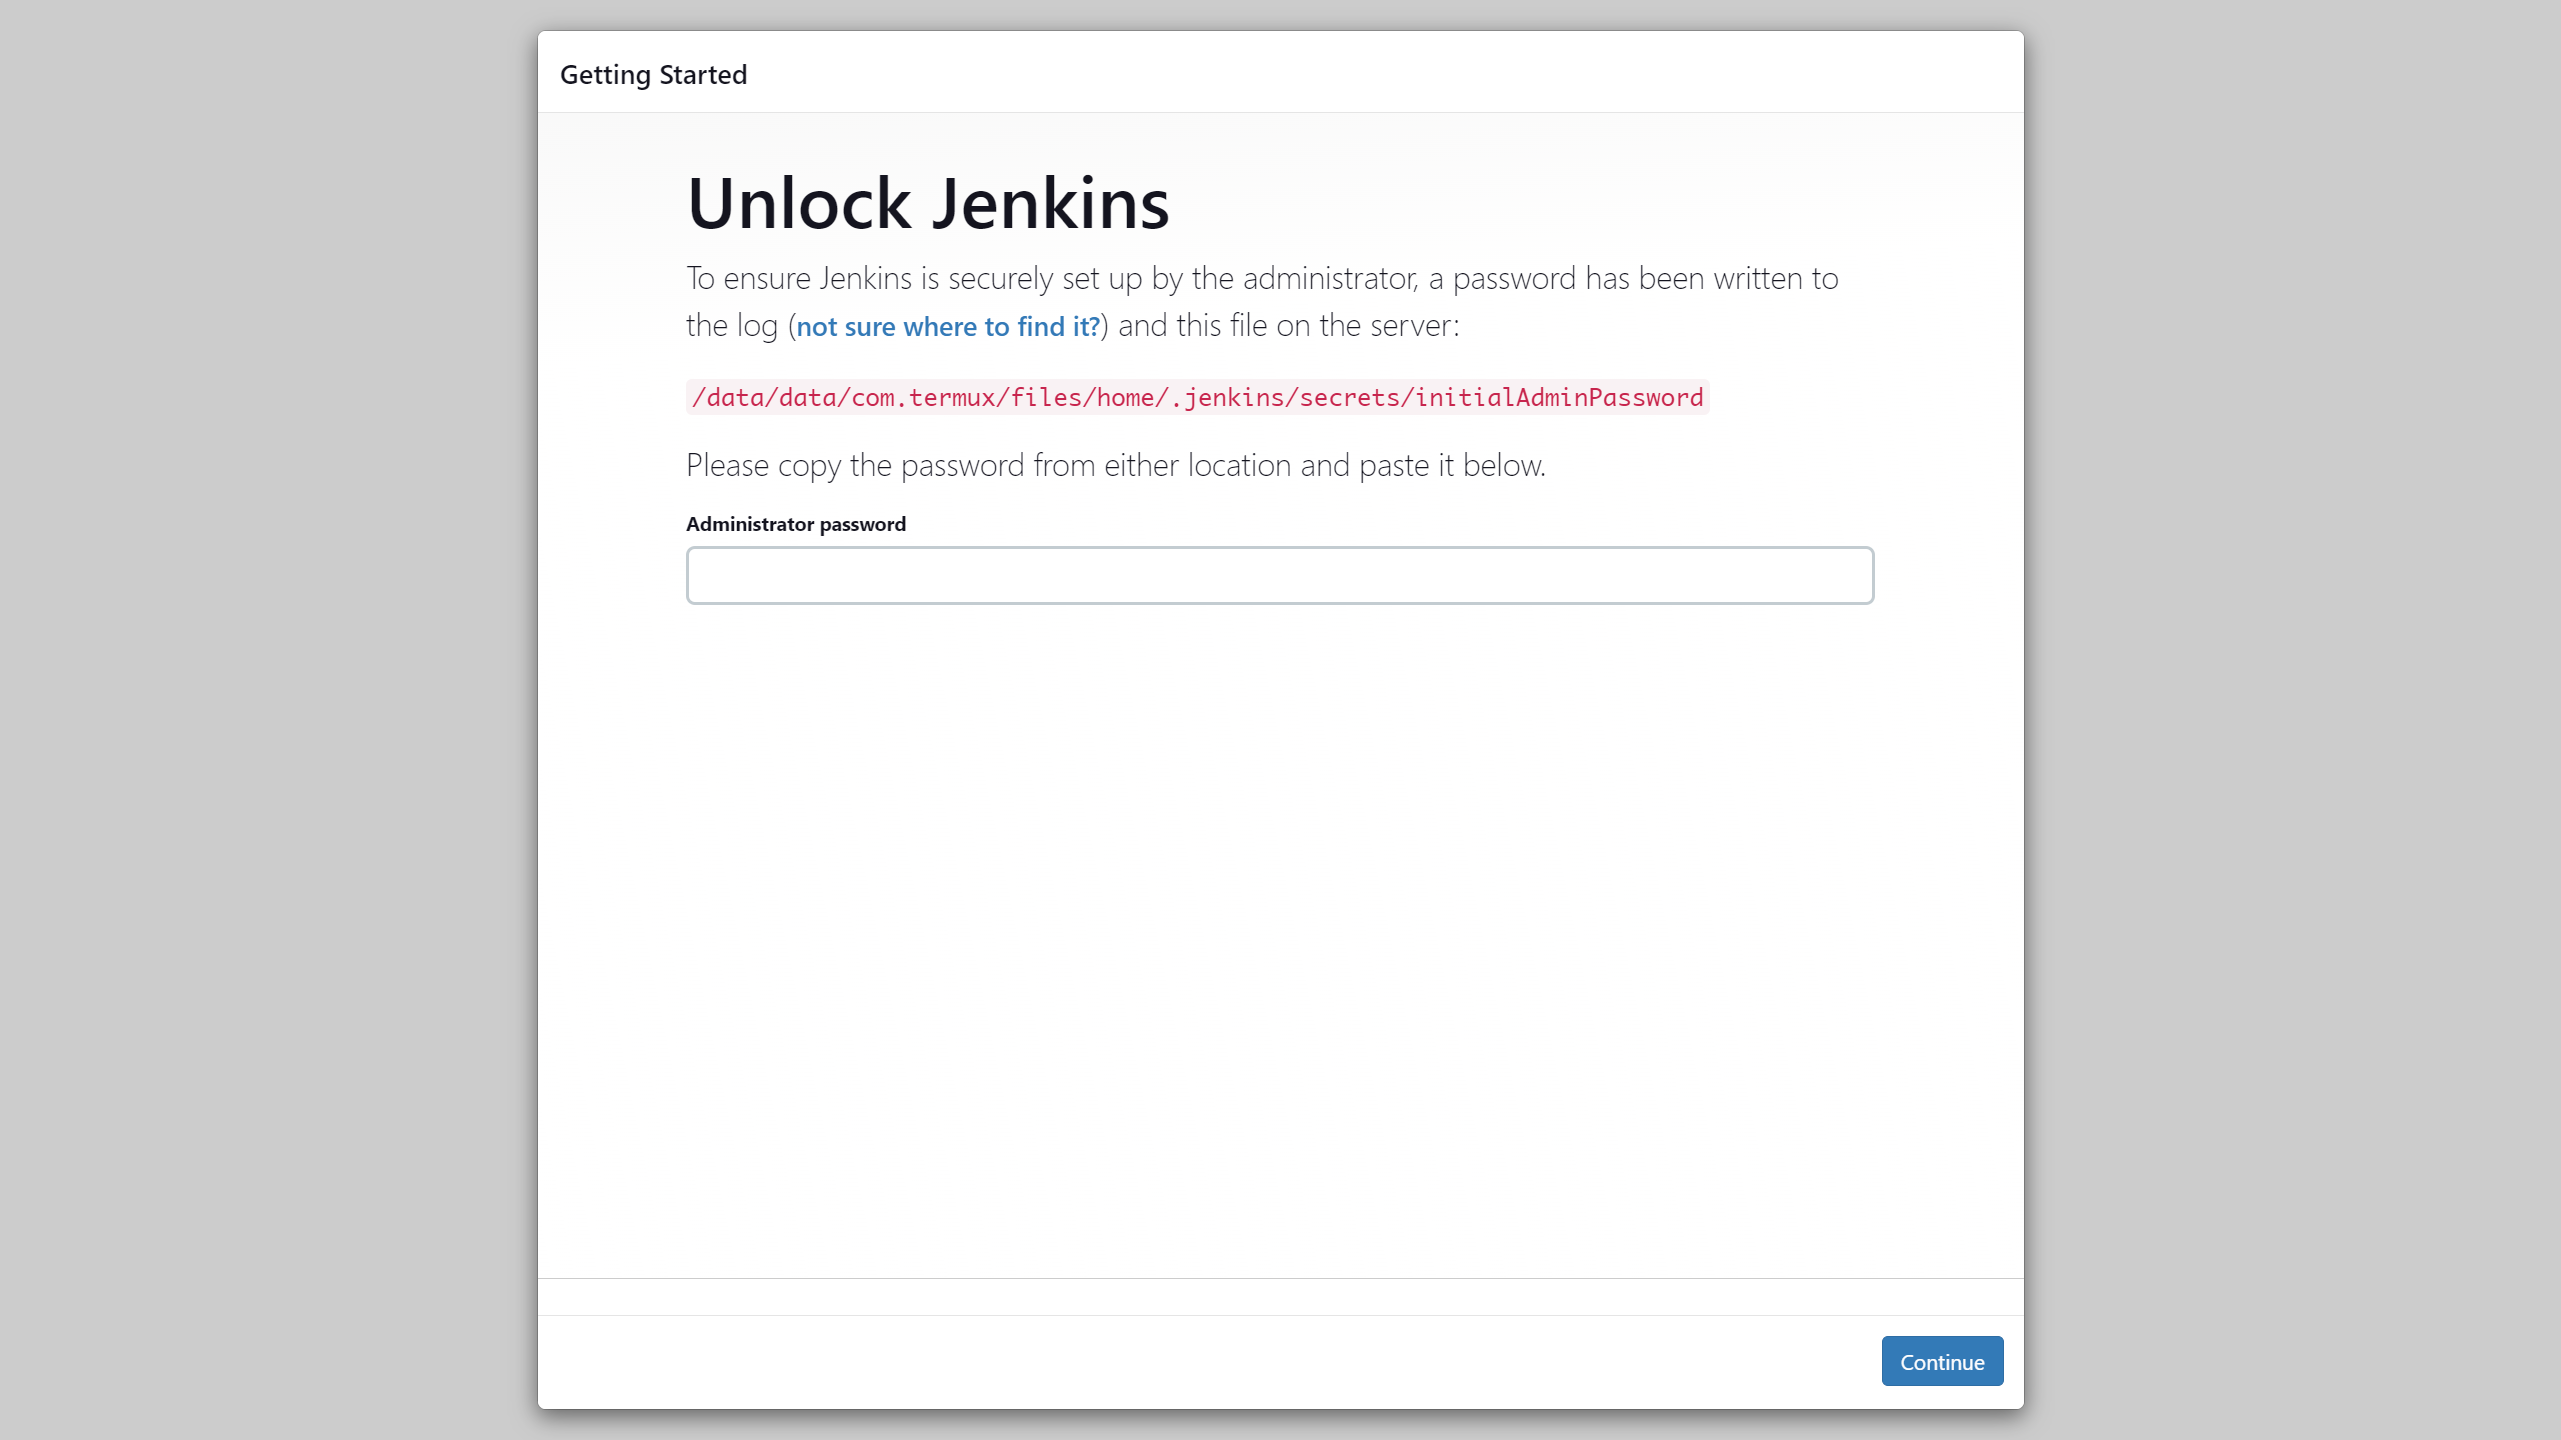 Getting Started
Unlock Jenkins
To ensure Jenkins is securely set up by the administrator, a password has been written to
the log (not sure where to find it?) and this file on the server:
/data/data/com.termux/files/home/.jenkins/secrets/initialAdminPassword
Please copy the password from either location and paste it below.
Administrator password
Continue